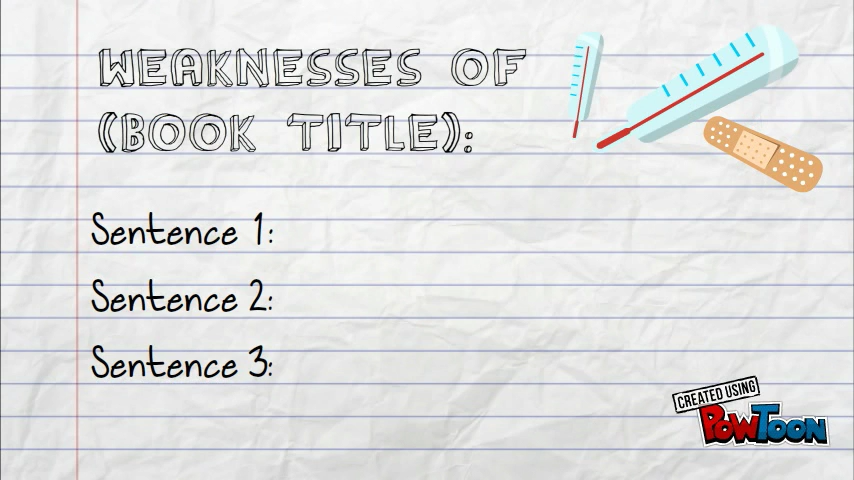 WEAKNESSES OF
(BOOK TITLE):
Sentence 1:
Sentence 2:
Sentence 3:
CREATED USING
POWTOON